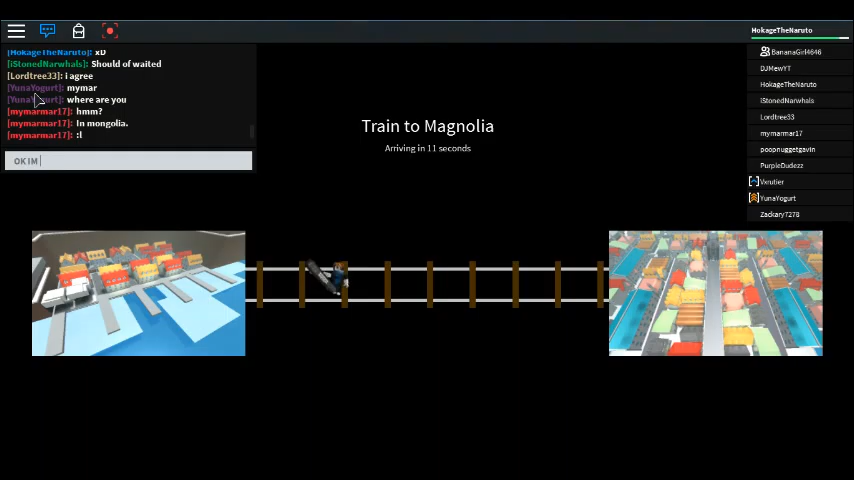 HokageTheNaruto
[HokageTheNaruto]: xD
[iStonedNarwhals]: Should of waited
[Lordtree33]: i agree
[YunaYogurt]: mymar
[YunaYogurt]: where are you
[mymarmar17]: hmm?
[mymarmar17]: In mongolia.
[mymarmar17]: :l
OK IM
Train to Magnolia
Arriving in 11 seconds
BananaGirl4646
DJMewYT
HokageTheNaruto
iStonedNarwhals
Lordtree33
mymarmar17
poopnuggetgavin
PurpleDudezz
Vxrutier
YunaYogurt
Zackary7278